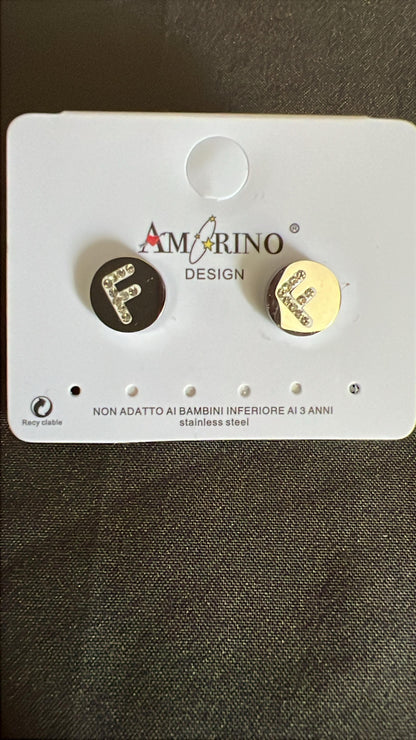 AMORINO ®
DESIGN
F F
NON ADATTO AI BAMBINI INFERIORE AI 3 ANNI
stainless steel
Recy clable